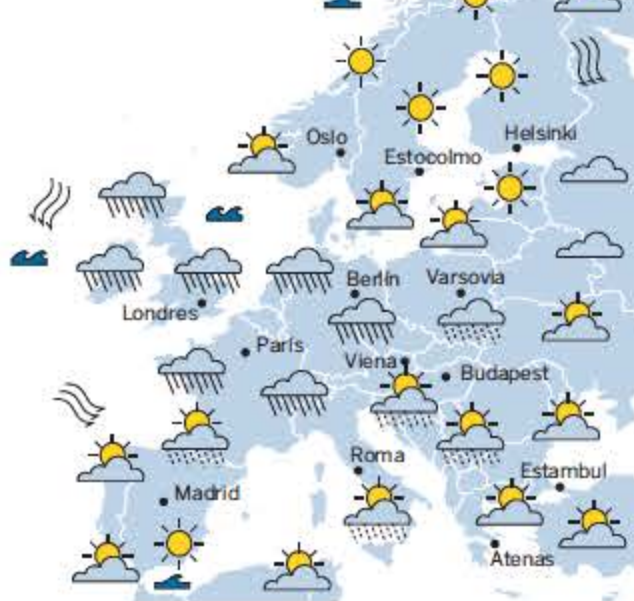 Oslo
Helsinki
Estocolmo
Berlín
Varsovia
Londres
París
Viena
Budapest
Roma
Estambul
Madrid
Atenas